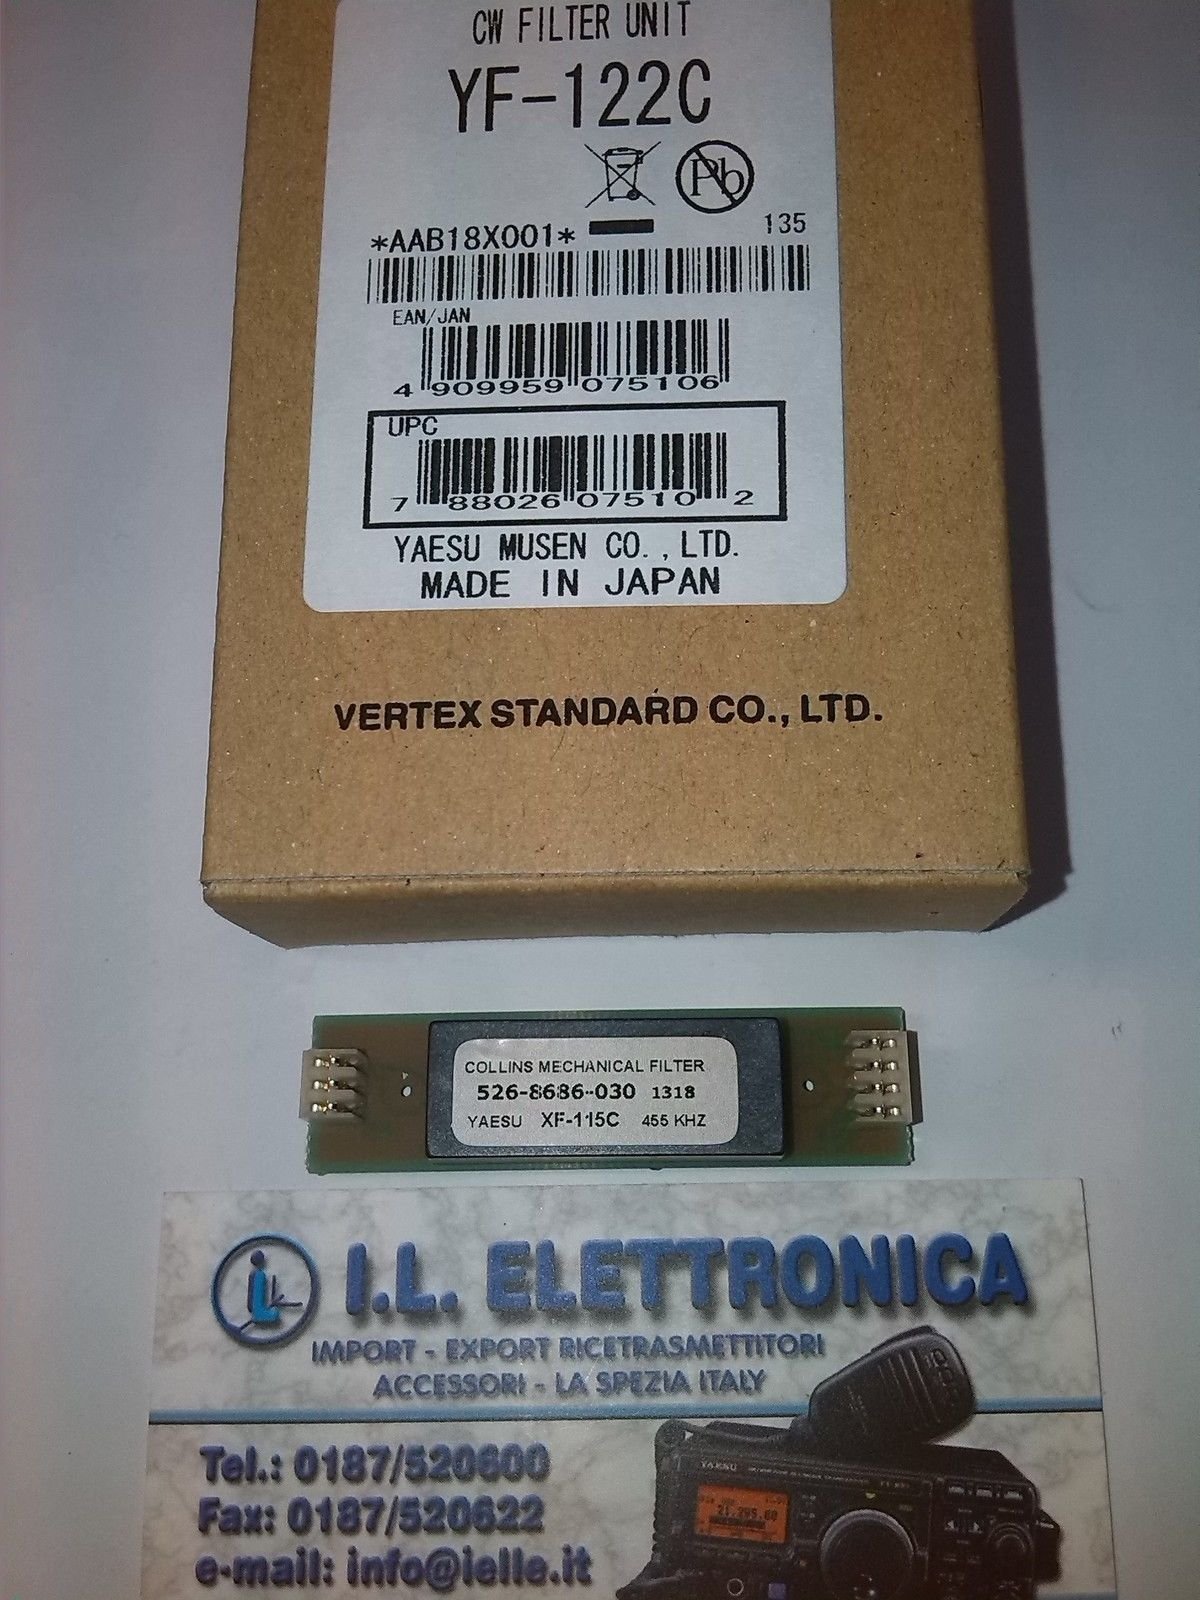 CW FILTER UNIT
YF-122C
Pb
*AAB18X001*
135
EAN/JAN
4 909959 075106
UPC
7 88026 07510 2
YAESU MUSEN CO., LTD.
MADE IN JAPAN
VERTEX STANDARD CO., LTD.
COLLINS MECHANICAL FILTER
526-8686-030 1318
YAESU XF-115C 455 KHZ
I.L. ELETTRONICA
IMPORT - EXPORT RICETRASMETTITORI
ACCESSORI - LA SPEZIA ITALY
Tel.: 0187/520600
Fax: 0187/520622
e-mail: info@ielle.it
YAESU